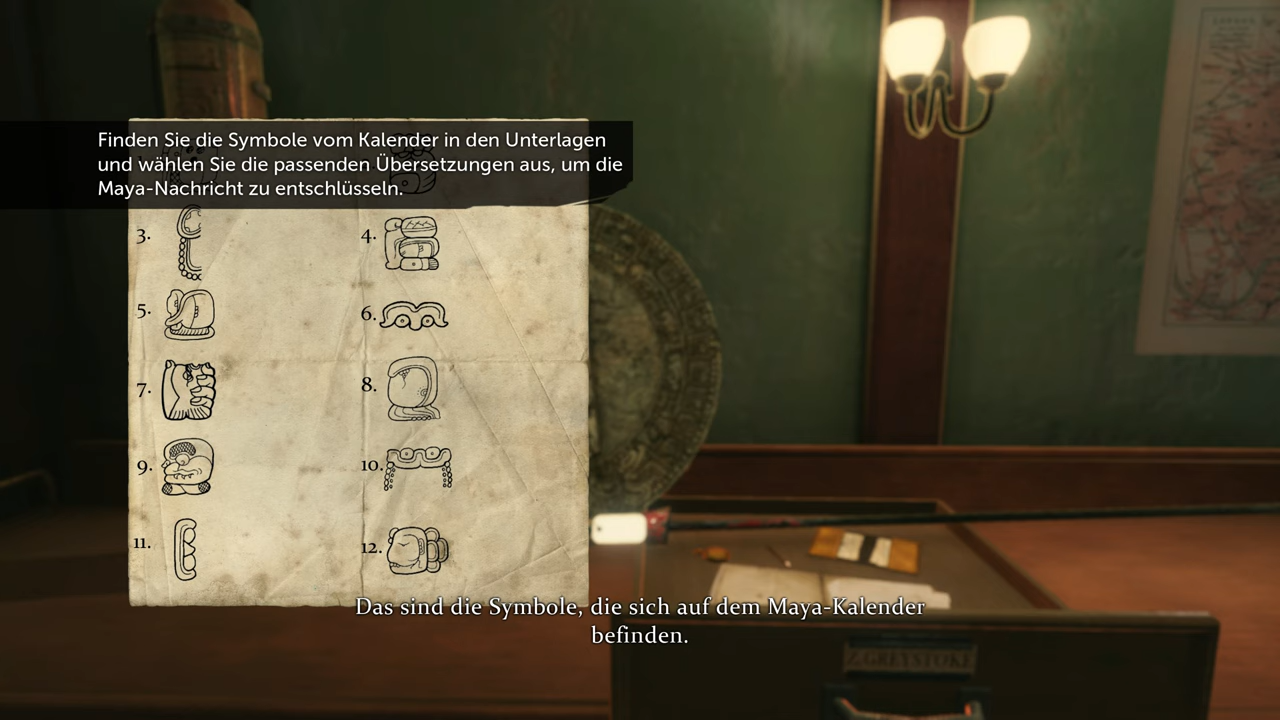 Finden Sie die Symbole vom Kalender in den Unterlagen
und wählen Sie die passenden Übersetzungen aus, um die
Maya-Nachricht zu entschlüsseln.
3. 4.
5. 6.
7. 8.
9. 10.
11. 12.
Das sind die Symbole, die sich auf dem Maya-Kalender
befinden.
Z.GREYSTOKE